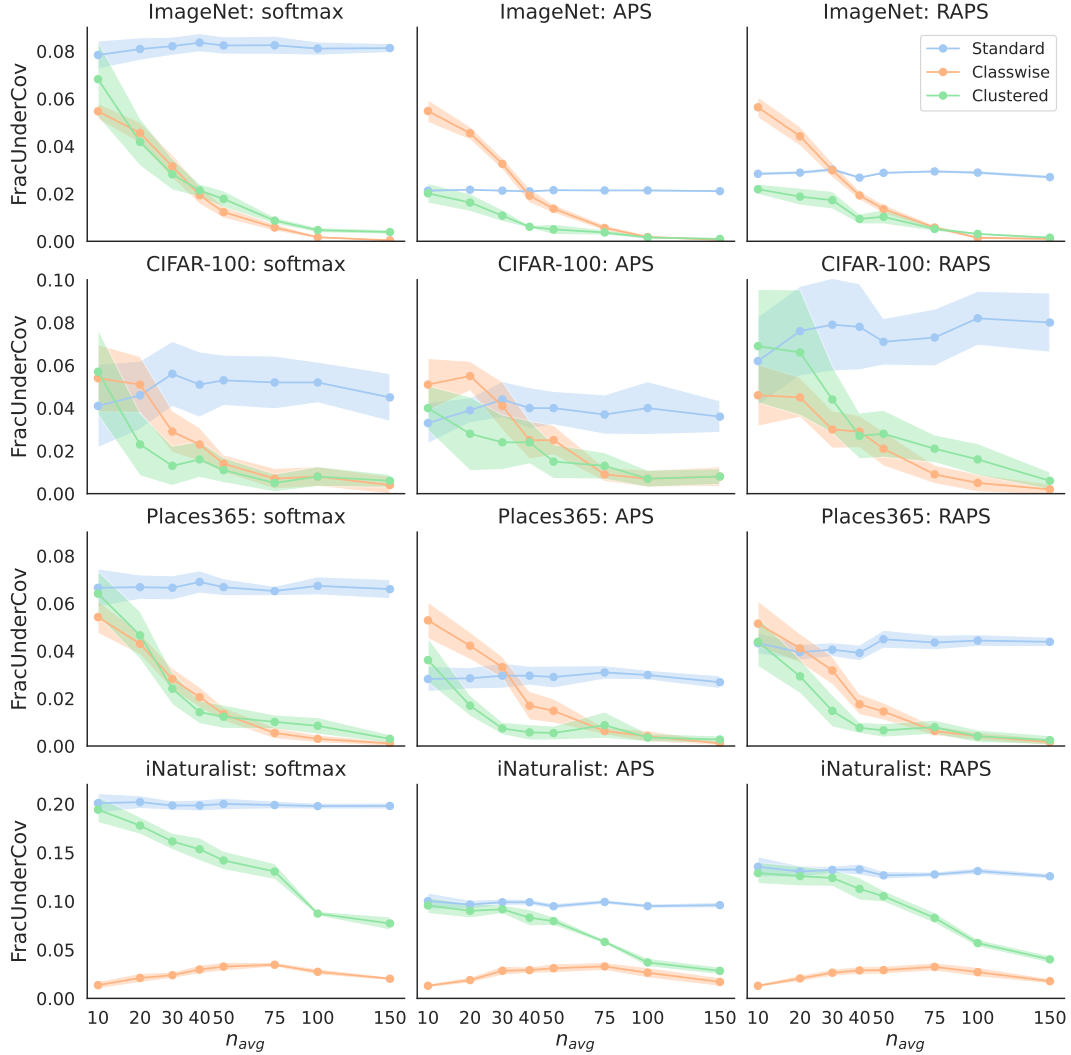 ImageNet: softmax
ImageNet: APS
ImageNet: RAPS
FracUnderCov
0.08
0.06
0.04
0.02
0.00
Standard
Classwise
Clustered
CIFAR-100: softmax
CIFAR-100: APS
CIFAR-100: RAPS
FracUnderCov
0.10
0.08
0.06
0.04
0.02
0.00
Places365: softmax
Places365: APS
Places365: RAPS
FracUnderCov
0.08
0.06
0.04
0.02
0.00
iNaturalist: softmax
iNaturalist: APS
iNaturalist: RAPS
FracUnderCov
0.20
0.15
0.10
0.05
0.00
10 20 30 40 50 75 100 150
10 20 30 40 50 75 100 150
10 20 30 40 50 75 100 150
n_avg
n_avg
n_avg